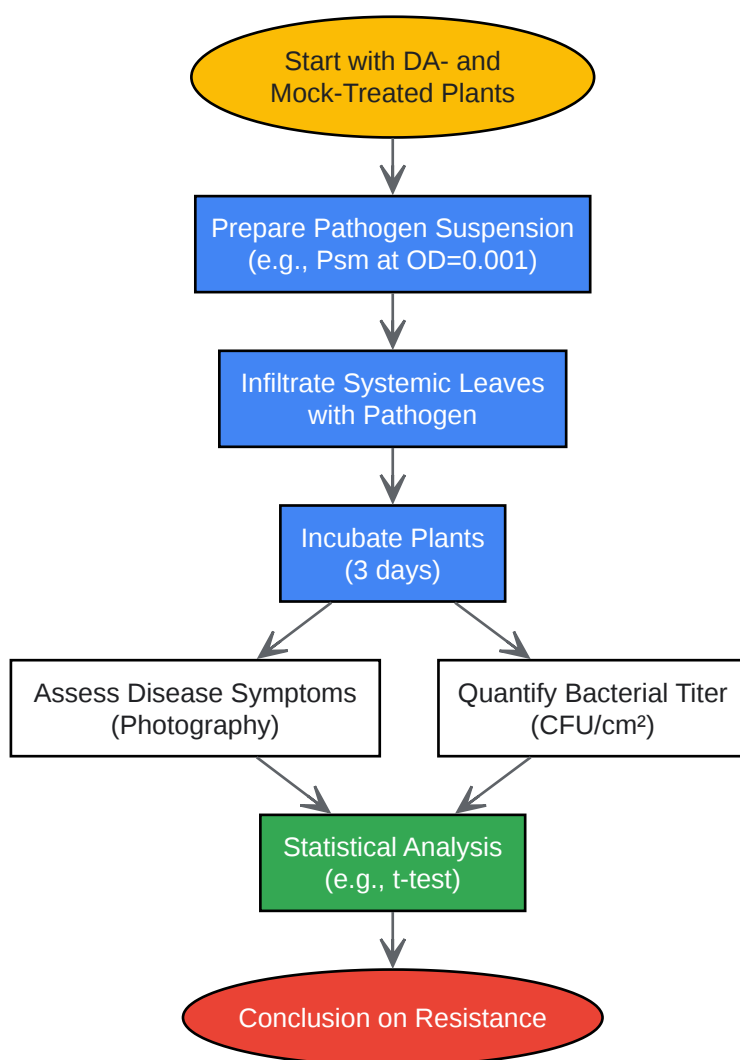 Start with DA- and
Mock-Treated Plants
Prepare Pathogen Suspension
(e.g., Psm at OD=0.001)
Infiltrate Systemic Leaves
with Pathogen
Incubate Plants
(3 days)
Assess Disease Symptoms
(Photography)
Quantify Bacterial Titer
(CFU/cm²)
Statistical Analysis
(e.g., t-test)
Conclusion on Resistance